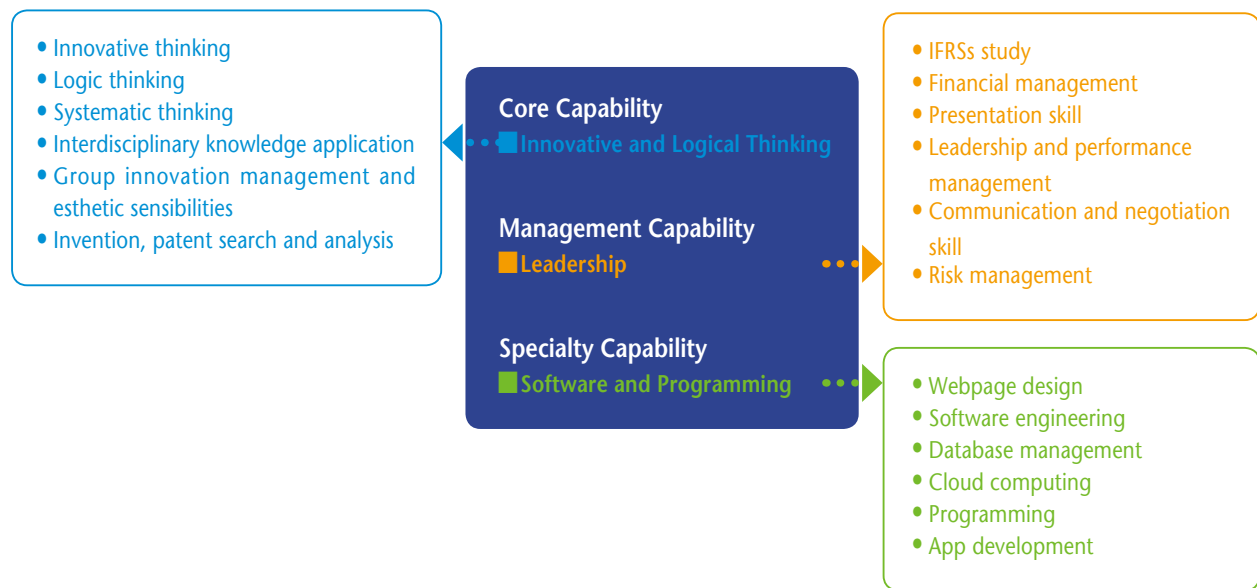 • Innovative thinking
• Logic thinking
• Systematic thinking
• Interdisciplinary knowledge application
• Group innovation management and
esthetic sensibilities
• Invention, patent search and analysis
Core Capability
Innovative and Logical Thinking
Management Capability
Leadership
Specialty Capability
Software and Programming
• IFRSs study
• Financial management
• Presentation skill
• Leadership and performance
management
• Communication and negotiation
skill
• Risk management
• Webpage design
• Software engineering
• Database management
• Cloud computing
• Programming
• App development